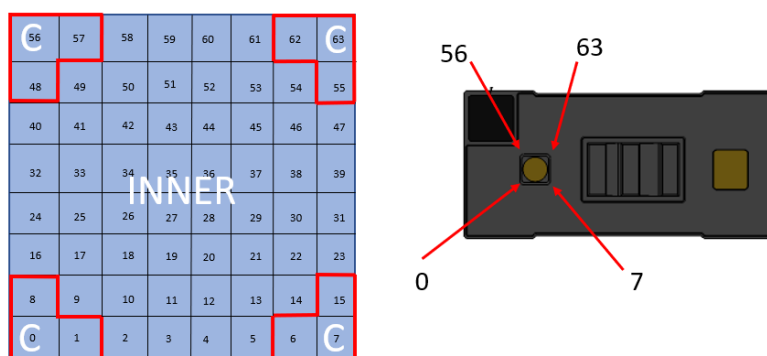 C 56 57 58 59 60 61 62 C 63
48 49 50 51 52 53 54 55
40 41 42 43 44 45 46 47
32 33 34 35 36 37 38 39
INNER
24 25 26 27 28 29 30 31
16 17 18 19 20 21 22 23
8 9 10 11 12 13 14 15
C 0 1 2 3 4 5 6 C 7
56 63
0 7